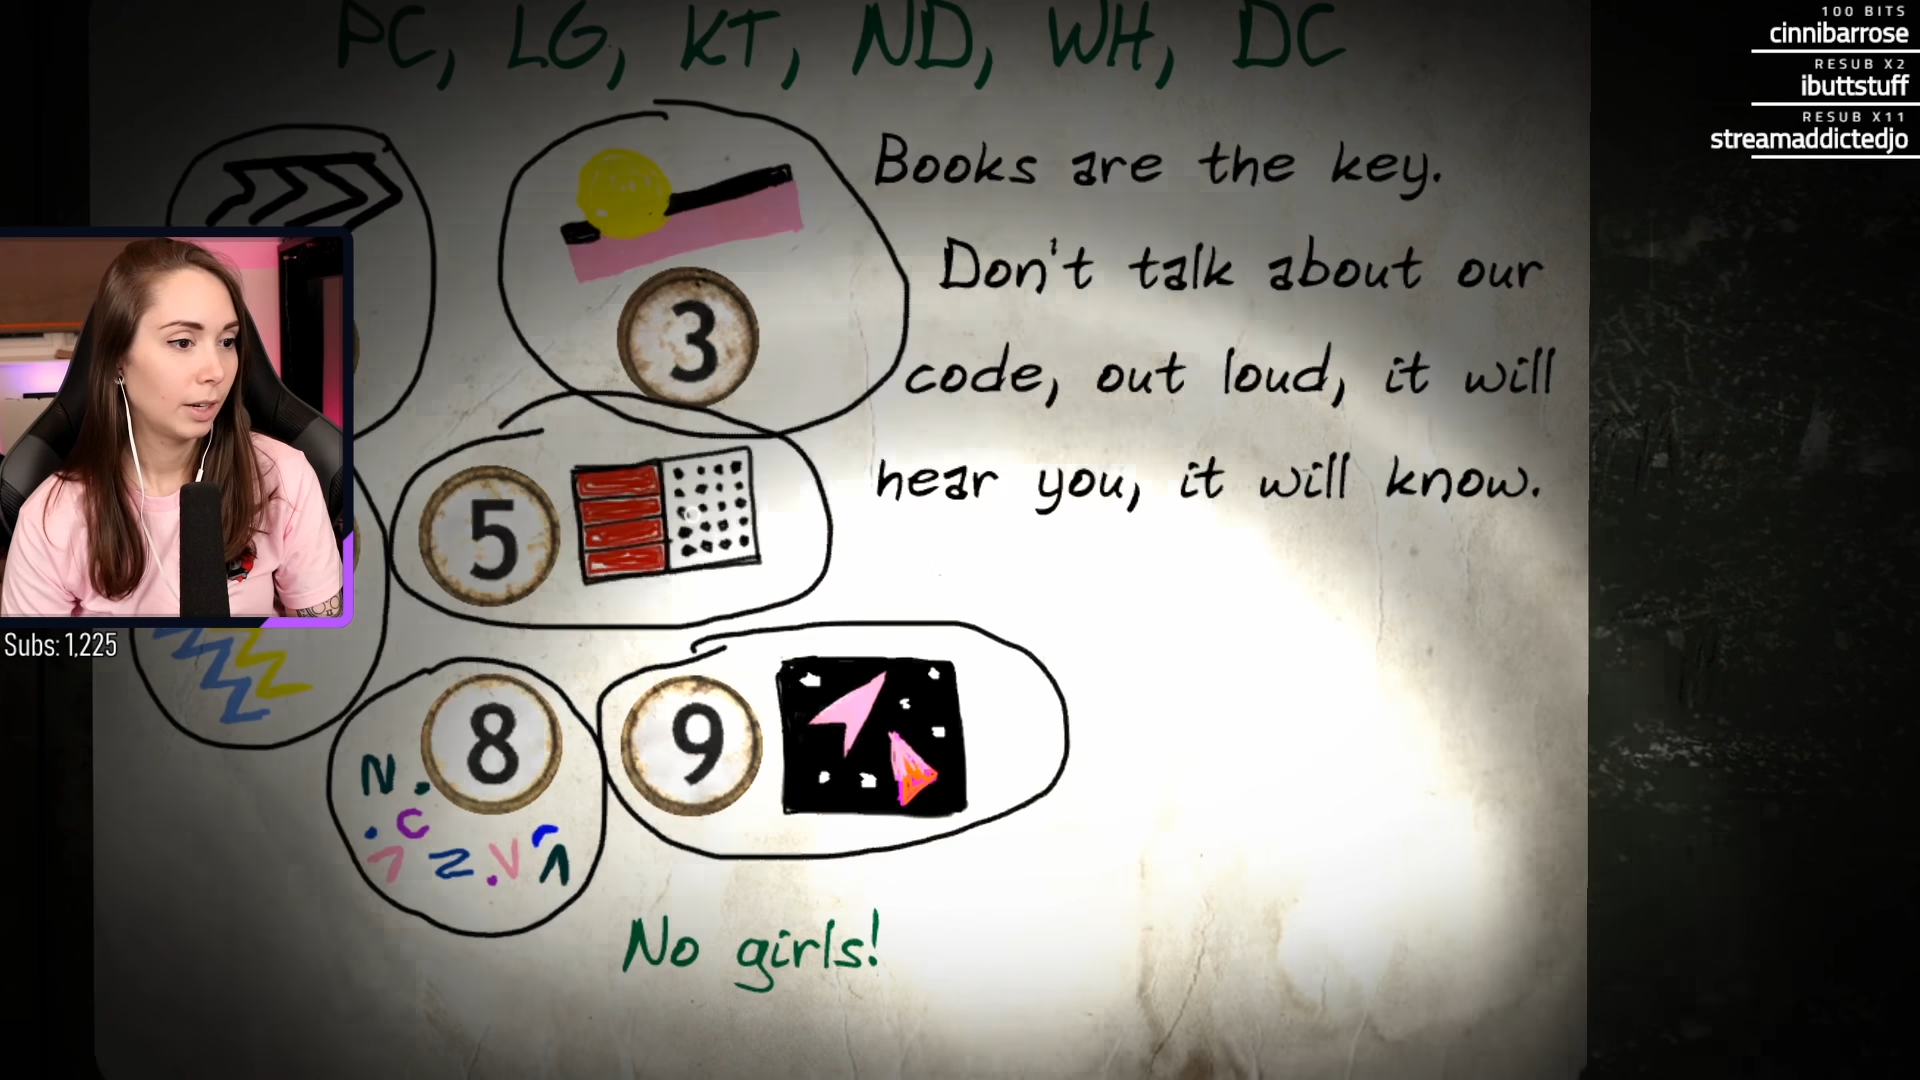 PC, LG, KT, ND, WH, DC
100 BITS
cinnibarrose
RESUB X2
ibuttstuff
RESUB X11
streamaddictedjo
Books are the key.
Don't talk about our
code, out loud, it will
hear you, it will know.
3
5
Subs: 1,225
8
9
N.
.C
Z.V
No girls!